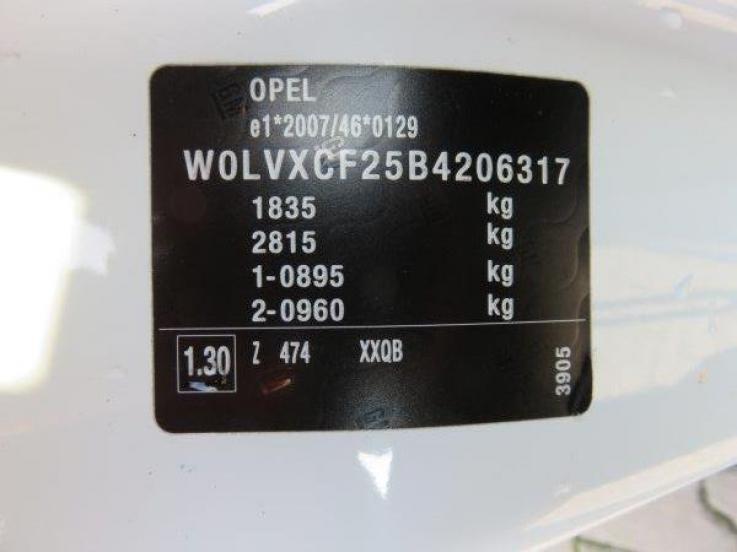 OPEL
e1*2007/46*0129
W0LVXCF25B4206317
1835 kg
2815 kg
1-0895 kg
2-0960 kg
1.30 Z 474 XXQB
3905